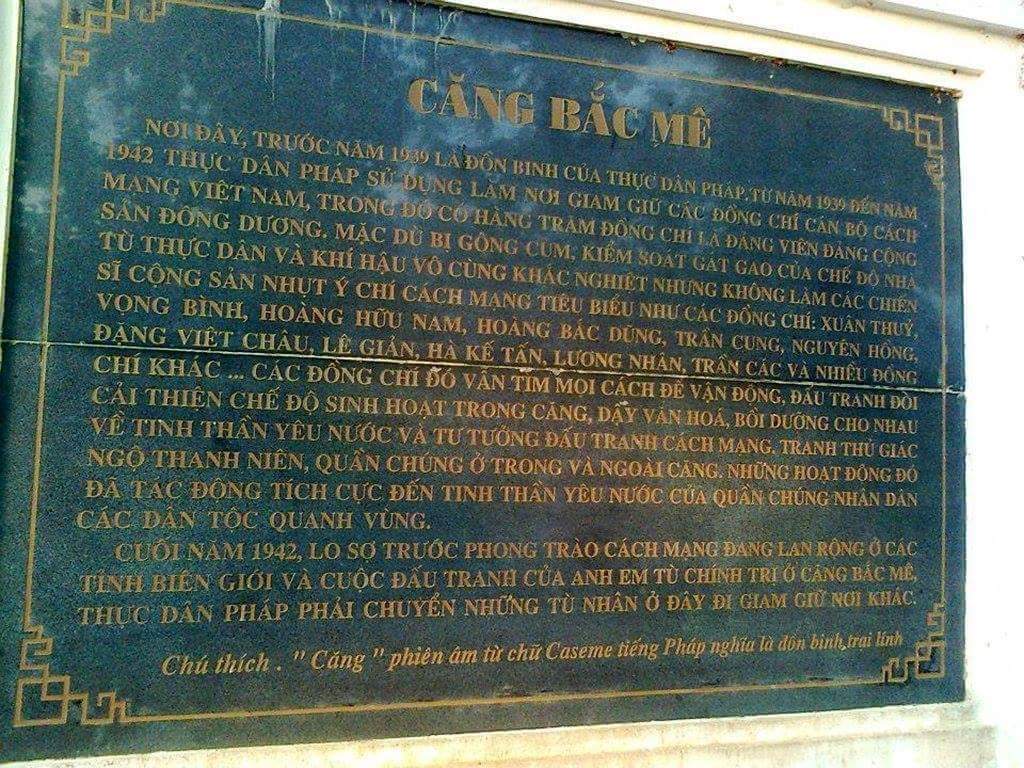 CĂNG BẮC MÊ
NƠI ĐÂY, TRƯỚC NĂM 1939 LÀ ĐỒN BINH CỦA THỰC DÂN PHÁP, TỪ NĂM 1939 ĐẾN NĂM
1942 THỰC DÂN PHÁP SỬ DỤNG LÀM NƠI GIAM GIỮ CÁC ĐỒNG CHÍ CÁN BỘ CÁCH
MẠNG VIỆT NAM, TRONG ĐÓ CÓ HÀNG TRĂM ĐỒNG CHÍ LÀ ĐẢNG VIÊN ĐẢNG CỘNG
SẢN ĐÔNG DƯƠNG. MẶC DÙ BỊ GÔNG CÙM, KIỂM SOÁT GẮT GAO CỦA CHẾ ĐỘ NHÀ
TÙ THỰC DÂN VÀ KHÍ HẬU VÔ CÙNG KHẮC NGHIỆT NHƯNG KHÔNG LÀM CÁC CHIẾN
SĨ CỘNG SẢN NHỤT Ý CHÍ CÁCH MẠNG TIÊU BIỂU NHƯ CÁC ĐỒNG CHÍ: XUÂN THUỶ,
VỌNG BÌNH, HOÀNG HỮU NAM, HOÀNG BẮC DŨNG, TRẦN CUNG, NGUYÊN HỒNG,
ĐẶNG VIỆT CHÂU, LÊ GIẢN, HÀ KẾ TẤN, LƯƠNG NHÂN, TRẦN CÁC VÀ NHIỀU ĐỒNG
CHÍ KHÁC ... CÁC ĐỒNG CHÍ ĐÓ VẪN TÌM MỌI CÁCH ĐỂ VẬN ĐỘNG, ĐẤU TRANH ĐÒI
CẢI THIỆN CHẾ ĐỘ SINH HOẠT TRONG CĂNG, DẬY VĂN HOÁ, BỒI DƯỠNG CHO NHAU
VỀ TINH THẦN YÊU NƯỚC VÀ TƯ TƯỞNG ĐẤU TRANH CÁCH MẠNG, TRANH THỦ GIÁC
NGỘ THANH NIÊN, QUẦN CHÚNG Ở TRONG VÀ NGOÀI CĂNG. NHỮNG HOẠT ĐỘNG ĐÓ
ĐÃ TÁC ĐỘNG TÍCH CỰC ĐẾN TINH THẦN YÊU NƯỚC CỦA QUẦN CHÚNG NHÂN DÂN
CÁC DÂN TỘC QUANH VÙNG.
CUỐI NĂM 1942, LO SỢ TRƯỚC PHONG TRÀO CÁCH MẠNG ĐANG LAN RỘNG Ở CÁC
TỈNH BIÊN GIỚI VÀ CUỘC ĐẤU TRANH CỦA ANH EM TÙ CHÍNH TRỊ Ở CĂNG BẮC MÊ,
THỰC DÂN PHÁP PHẢI CHUYỂN NHỮNG TÙ NHÂN Ở ĐÂY ĐI GIAM GIỮ NƠI KHÁC.
Chú thích . " Căng " phiên âm từ chữ Caseme tiếng Pháp nghĩa là đồn binh, trại lính